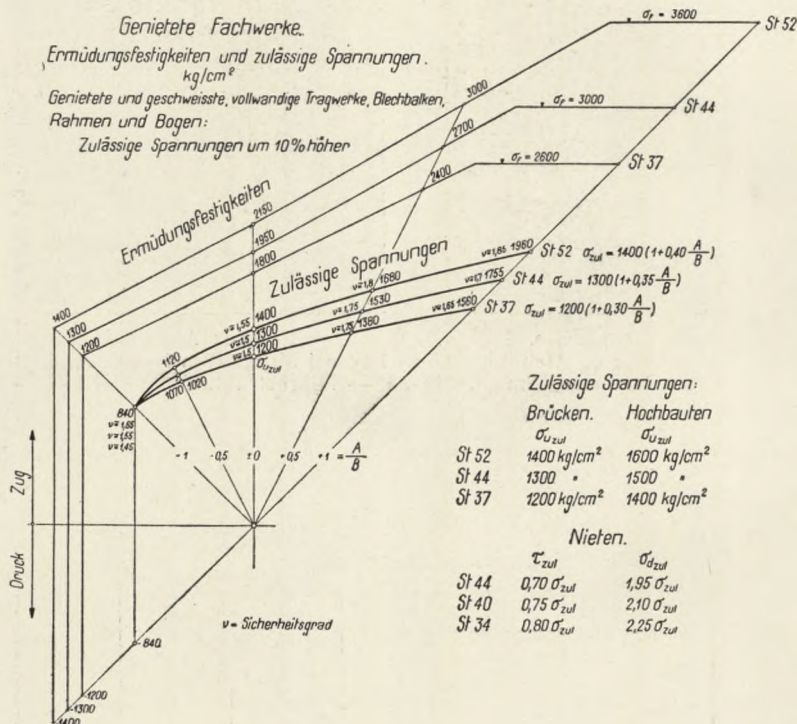 Genietete Fachwerke.
Ermüdungsfestigkeiten und zulässige Spannungen.
kg/cm²
Genietete und geschweisste, vollwandige Tragwerke, Blechbalken,
Rahmen und Bogen:
Zulässige Spannungen um 10% höher
σf = 3600
St 52
3000
σf = 3000
St 44
2700
σf = 2600
St 37
2400
Ermüdungsfestigkeiten
2150
1950
1800
Zulässige Spannungen
1400
1300
1200
ν=1,85 1960
St 52 σzul = 1400 (1+0,40 A/B)
ν=1,7 1755
St 44 σzul = 1300 (1+0,35 A/B)
ν=1,65 1560
St 37 σzul = 1200 (1+0,30 A/B)
ν=1,8 1680
ν=1,75 1530
ν=1,75 1380
ν=1,55 1400
ν=1,5 1300
ν=1,5 1200
σuzul
1120
1070 1020
840
ν=1,65
ν=1,55
ν=1,45
-1 -0,5 ±0 +0,5 +1 = A/B
Zug
Druck
ν = Sicherheitsgrad
-840
-1200
-1300
-1400
Zulässige Spannungen:
Brücken. Hochbauten
σuzul σuzul
St 52 1400 kg/cm² 1600 kg/cm²
St 44 1300 " 1500 "
St 37 1200 kg/cm² 1400 kg/cm²
Nieten.
τzul σdzul
St 44 0,70 σzul 1,95 σzul
St 40 0,75 σzul 2,10 σzul
St 34 0,80 σzul 2,25 σzul